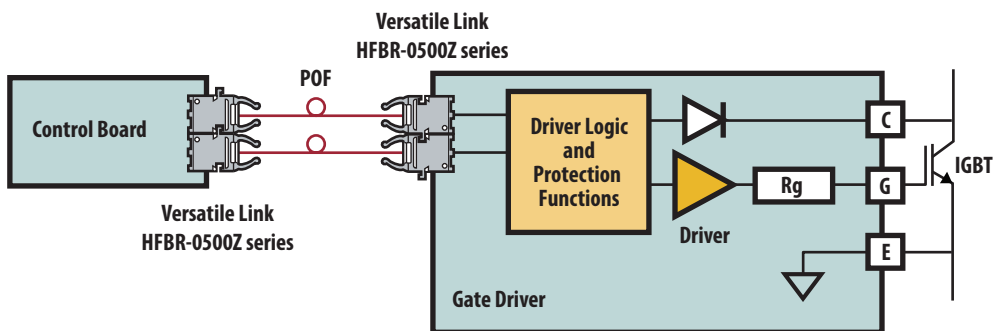 Versatile Link
HFBR-0500Z series
POF
Control Board
Versatile Link
HFBR-0500Z series
Driver Logic
and
Protection
Functions
Driver
Rg
C
G
E
IGBT
Gate Driver